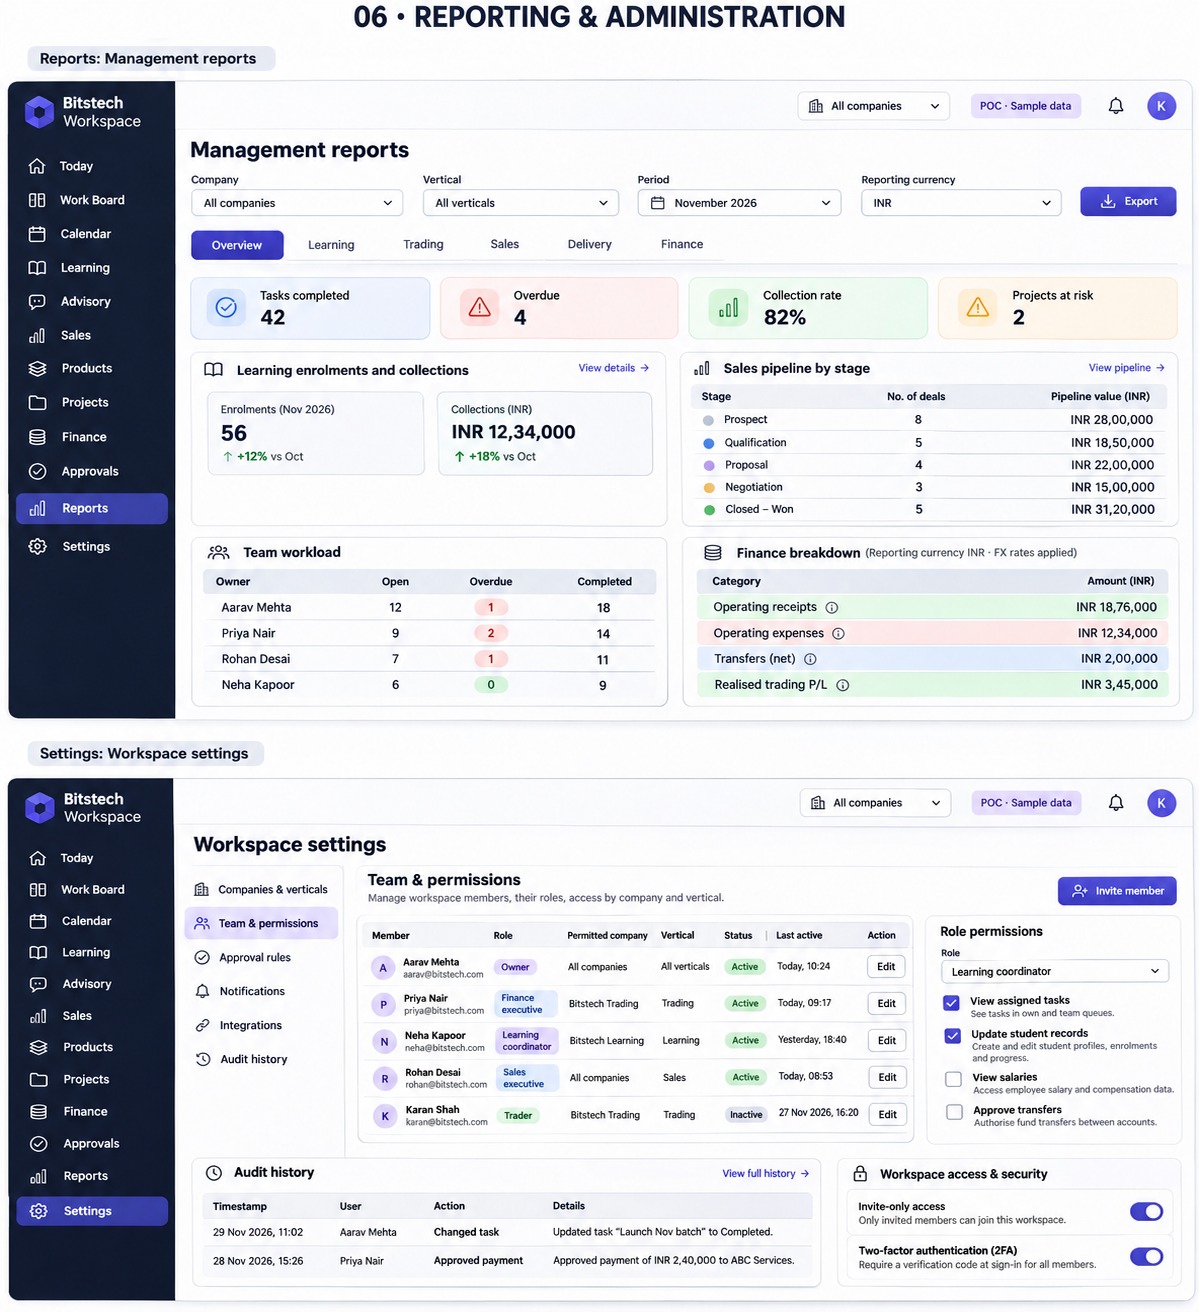 06 • REPORTING & ADMINISTRATION
Reports: Management reports
Bitstech
Workspace
All companies
POC · Sample data
K
Today
Work Board
Calendar
Learning
Advisory
Sales
Products
Projects
Finance
Approvals
Reports
Settings
Management reports
Company
Vertical
Period
Reporting currency
All companies
All verticals
November 2026
INR
Export
Overview
Learning
Trading
Sales
Delivery
Finance
Tasks completed
42
Overdue
4
Collection rate
82%
Projects at risk
2
Learning enrolments and collections
View details →
Enrolments (Nov 2026)
56
↑ +12% vs Oct
Collections (INR)
INR 12,34,000
↑ +18% vs Oct
Sales pipeline by stage
View pipeline →
Stage No. of deals Pipeline value (INR)
Prospect 8 INR 28,00,000
Qualification 5 INR 18,50,000
Proposal 4 INR 22,00,000
Negotiation 3 INR 15,00,000
Closed – Won 5 INR 31,20,000
Team workload
Owner Open Overdue Completed
Aarav Mehta 12 1 18
Priya Nair 9 2 14
Rohan Desai 7 1 11
Neha Kapoor 6 0 9
Finance breakdown (Reporting currency INR · FX rates applied)
Category Amount (INR)
Operating receipts INR 18,76,000
Operating expenses INR 12,34,000
Transfers (net) INR 2,00,000
Realised trading P/L INR 3,45,000
Settings: Workspace settings
Bitstech
Workspace
All companies
POC · Sample data
K
Today
Work Board
Calendar
Learning
Advisory
Sales
Products
Projects
Finance
Approvals
Reports
Settings
Workspace settings
Companies & verticals
Team & permissions
Approval rules
Notifications
Integrations
Audit history
Team & permissions
Manage workspace members, their roles, access by company and vertical.
Invite member
Member Role Permitted company Vertical Status Last active Action
Aarav Mehta
A aarav@bitstech.com Owner All companies All verticals Active Today, 10:24 Edit
Priya Nair
P priya@bitstech.com Finance executive Bitstech Trading Trading Active Today, 09:17 Edit
Neha Kapoor
N neha@bitstech.com Learning coordinator Bitstech Learning Learning Active Yesterday, 18:40 Edit
Rohan Desai
R rohan@bitstech.com Sales executive All companies Sales Active Today, 08:53 Edit
Karan Shah
K karan@bitstech.com Trader Bitstech Trading Trading Inactive 27 Nov 2026, 16:20 Edit
Role permissions
Role
Learning coordinator
View assigned tasks
See tasks in own and team queues.
Update student records
Create and edit student profiles, enrolments
and progress.
View salaries
Access employee salary and compensation data.
Approve transfers
Authorise fund transfers between accounts.
Audit history
View full history →
Timestamp User Action Details
29 Nov 2026, 11:02 Aarav Mehta Changed task Updated task “Launch Nov batch” to Completed.
28 Nov 2026, 15:26 Priya Nair Approved payment Approved payment of INR 2,40,000 to ABC Services.
Workspace access & security
Invite-only access
Only invited members can join this workspace.
Two-factor authentication (2FA)
Require a verification code at sign-in for all members.